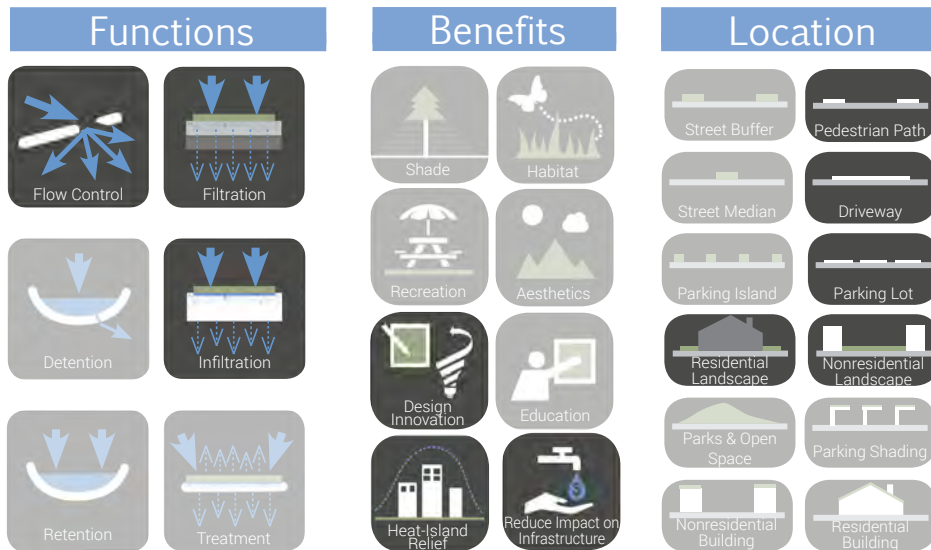 Functions
Benefits
Location
Flow Control
Filtration
Detention
Infiltration
Retention
Treatment
Shade
Habitat
Recreation
Aesthetics
Design
Innovation
Education
Heat-Island
Relief
Reduce Impact on
Infrastructure
$
Street Buffer
Pedestrian Path
Street Median
Driveway
Parking Island
Parking Lot
Residential
Landscape
Nonresidential
Landscape
Parks & Open
Space
Parking Shading
Nonresidential
Building
Residential
Building